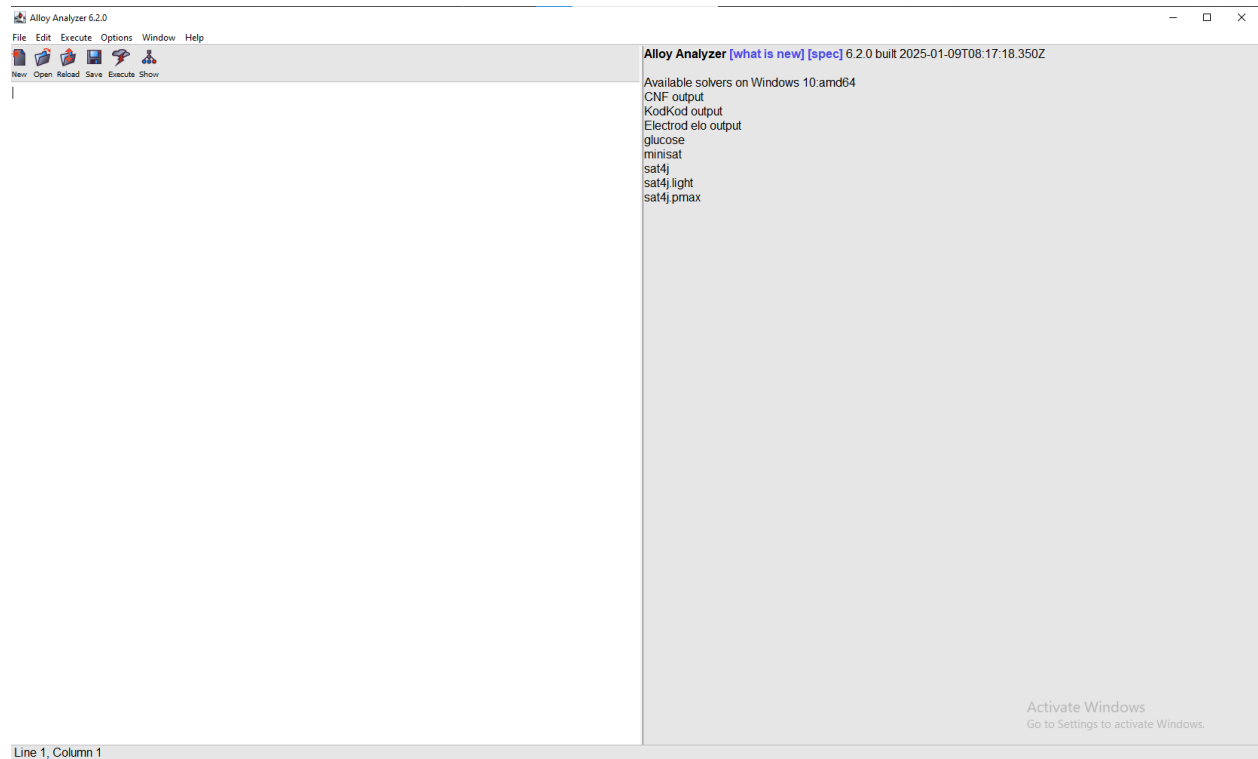 Alloy Analyzer 6.2.0
File Edit Execute Options Window Help
New Open Reload Save Execute Show
Alloy Analyzer [what is new] [spec] 6.2.0 built 2025-01-09T08:17:18.350Z
Available solvers on Windows 10:amd64
CNF output
KodKod output
Electrod elo output
glucose
minisat
sat4j
sat4j.light
sat4j.pmax
Activate Windows
Go to Settings to activate Windows.
Line 1, Column 1